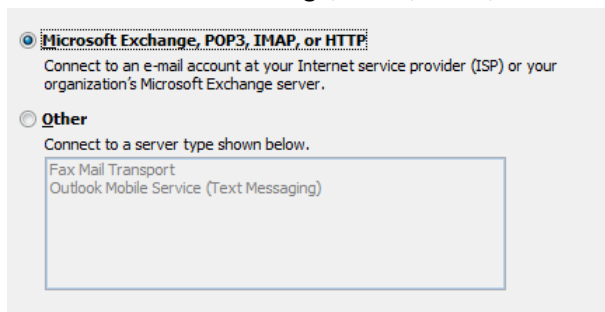 Microsoft Exchange, POP3, IMAP, or HTTP
Connect to an e-mail account at your Internet service provider (ISP) or your
organization's Microsoft Exchange server.
Other
Connect to a server type shown below.
Fax Mail Transport
Outlook Mobile Service (Text Messaging)